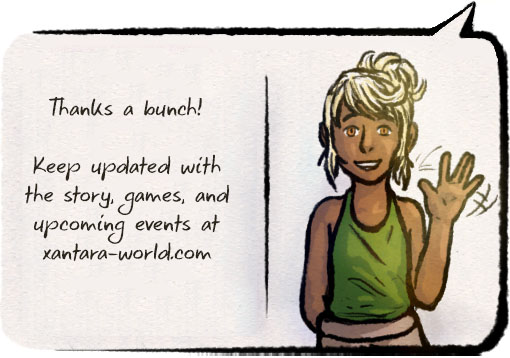 Thanks a bunch!
Keep updated with
the story, games, and
upcoming events at
xantara-world.com